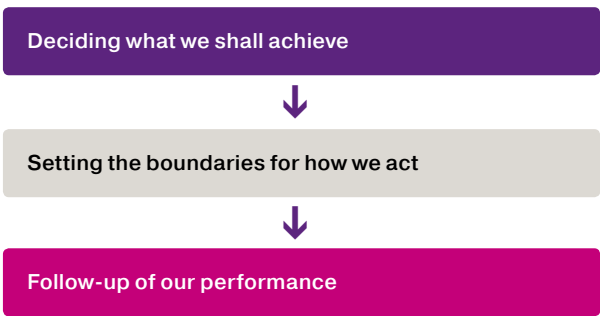 Deciding what we shall achieve
Setting the boundaries for how we act
Follow-up of our performance